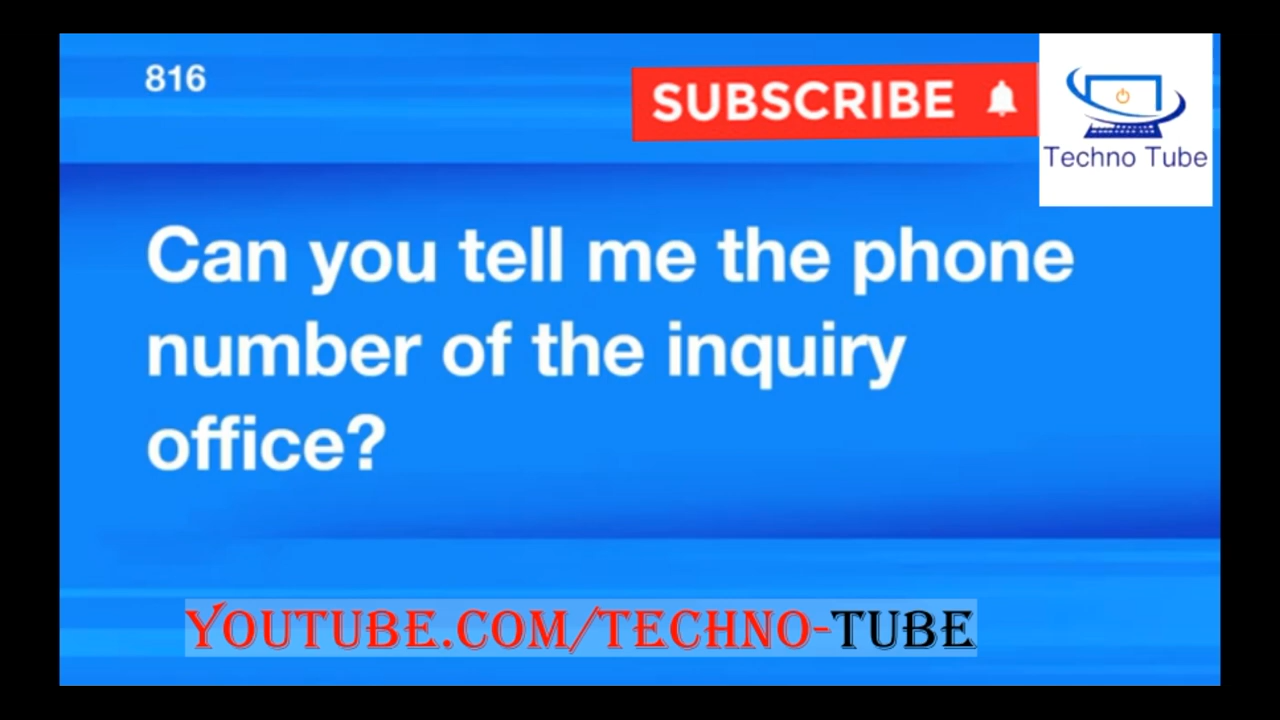 816
SUBSCRIBE
Techno Tube
Can you tell me the phone
number of the inquiry
office?
YOUTUBE.COM/TECHNO-TUBE